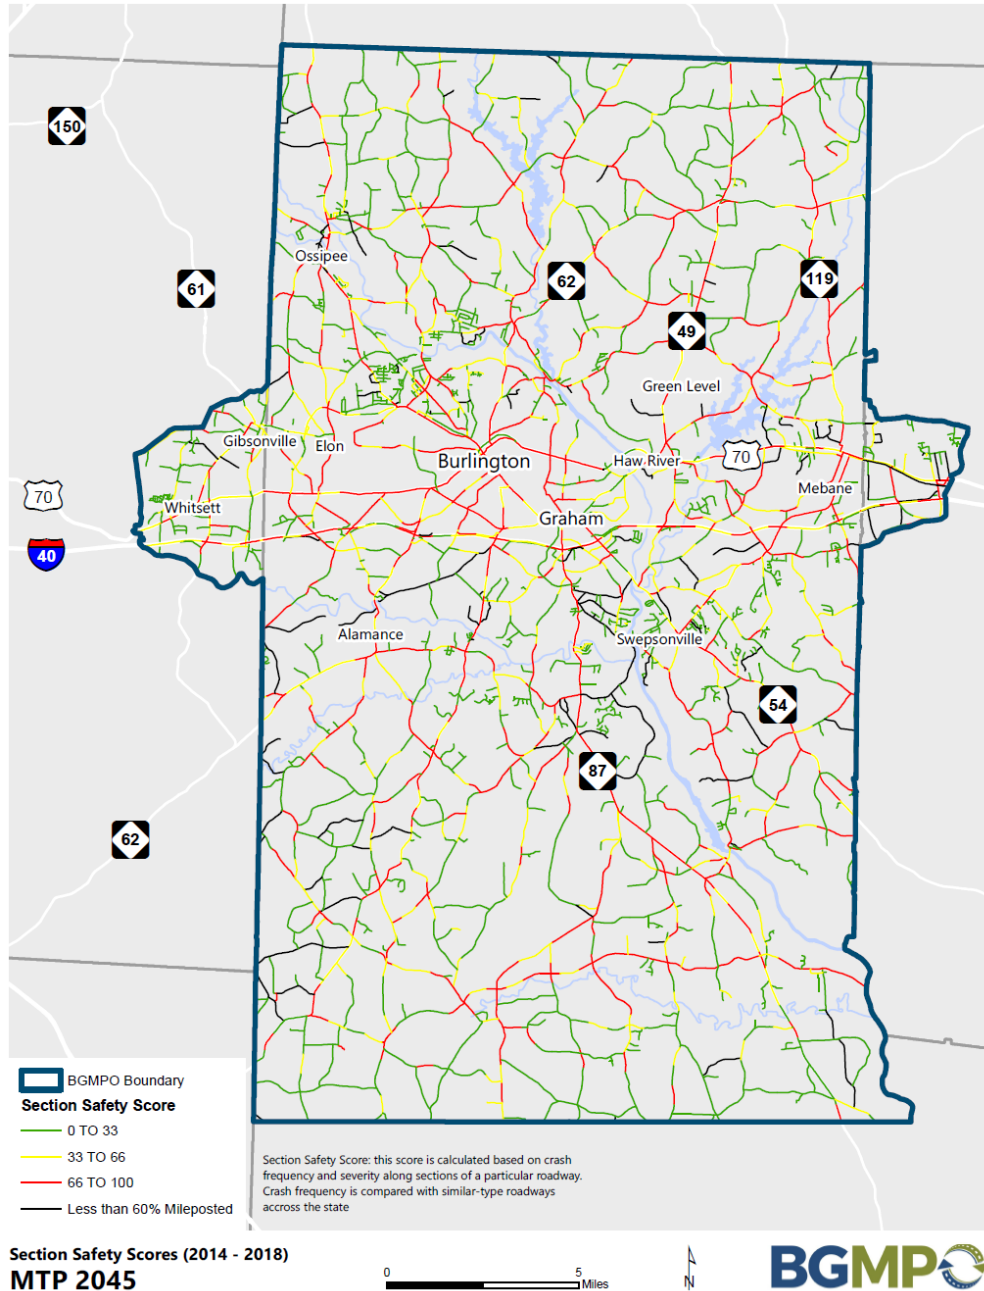 150
Ossipee
61
62
119
49
Green Level
Gibsonville
Elon
Burlington
Haw River
70
70
Whitsett
Mebane
Graham
40
Alamance
Swepsonville
54
87
62
BGMPO Boundary
Section Safety Score
0 TO 33
33 TO 66
66 TO 100
Less than 60% Mileposted
Section Safety Score: this score is calculated based on crash
frequency and severity along sections of a particular roadway.
Crash frequency is compared with similar-type roadways
accross the state
Section Safety Scores (2014 - 2018)
MTP 2045
0 5
Miles
N
BGMPO